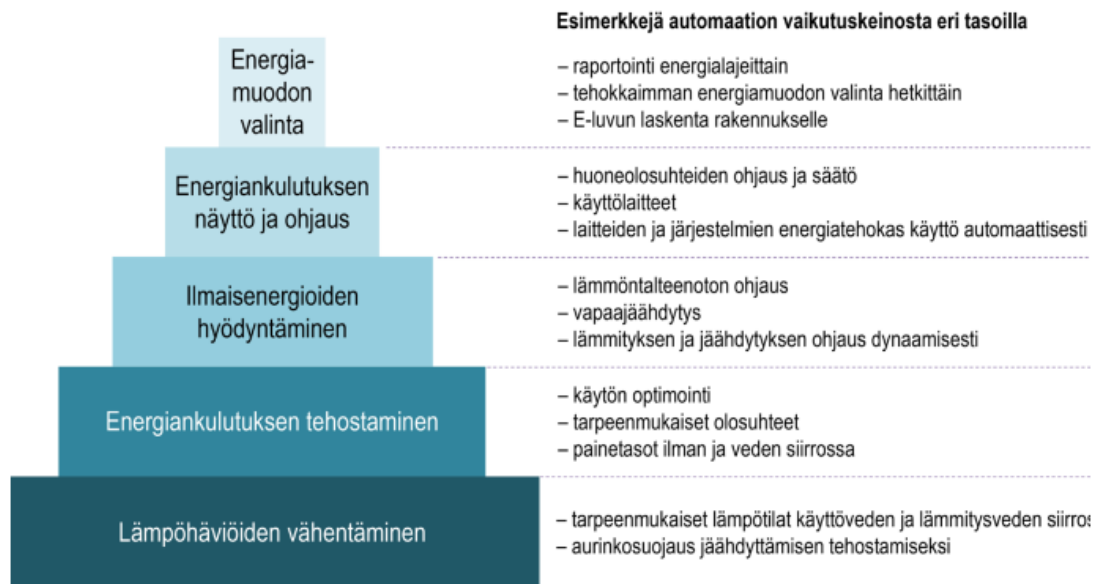 Esimerkkejä automaation vaikutuskeinosta eri tasoilla
Energia-
muodon
valinta
– raportointi energialajeittain
– tehokkaimman energiamuodon valinta hetkittäin
– E-luvun laskenta rakennukselle
Energiankulutuksen
näyttö ja ohjaus
– huoneolosuhteiden ohjaus ja säätö
– käyttölaitteet
– laitteiden ja järjestelmien energiatehokas käyttö automaattisesti
Ilmaisenergioiden
hyödyntäminen
– lämmöntalteenoton ohjaus
– vapaajäähdytys
– lämmityksen ja jäähdytyksen ohjaus dynaamisesti
Energiankulutuksen tehostaminen
– käytön optimointi
– tarpeenmukaiset olosuhteet
– painetasot ilman ja veden siirrossa
Lämpöhäviöiden vähentäminen
– tarpeenmukaiset lämpötilat käyttöveden ja lämmitysveden
– aurinkosuojaus jäähdyttämisen tehostamiseksi